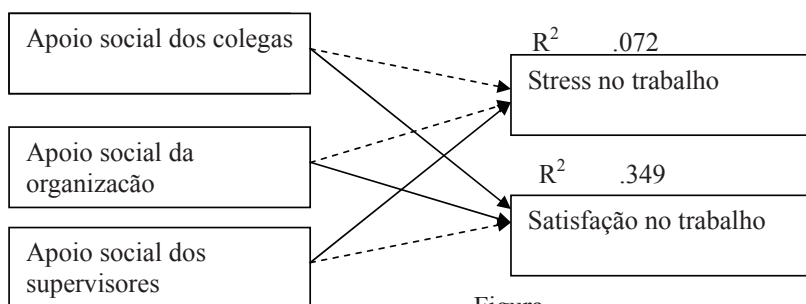 Apoio social dos colegas
R² .072
Stress no trabalho
Apoio social da
organizacão
R² .349
Satisfação no trabalho
Apoio social dos
supervisores
Figura